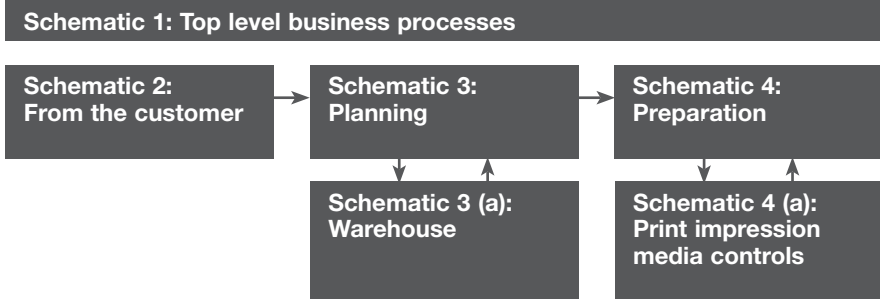 Schematic 1: Top level business processes
Schematic 2:
From the customer
Schematic 3:
Planning
Schematic 4:
Preparation
Schematic 3 (a):
Warehouse
Schematic 4 (a):
Print impression
media controls